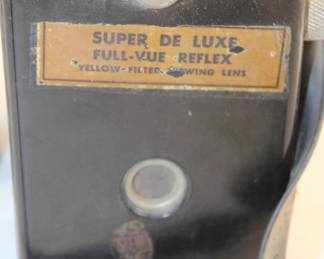 SUPER DE LUXE
FULL-VUE REFLEX
YELLOW-FILTER VIEWING LENS